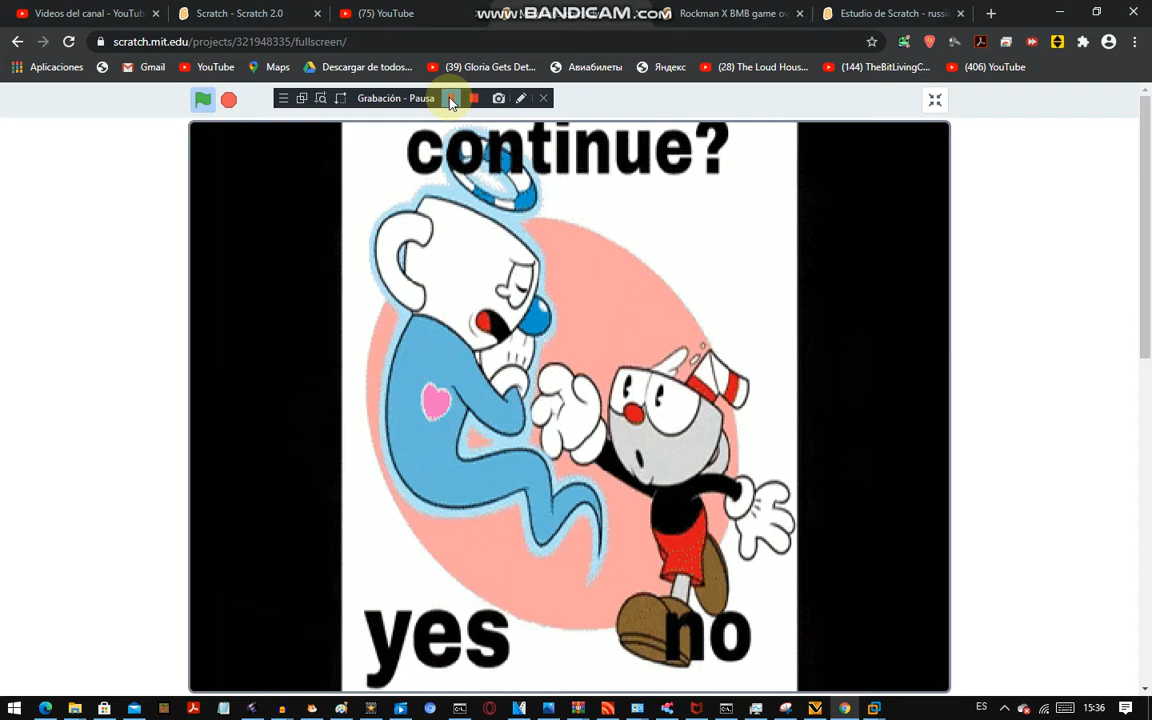 Videos del canal - YouTub
Scratch - Scratch 2.0
(75) YouTube
www.BANDICAM.com
Rockman X BMB game ov
Estudio de Scratch - russi
scratch.mit.edu/projects/321948335/fullscreen/
Aplicaciones
Gmail
YouTube
Maps
Descargar de todos...
(39) Gloria Gets Det...
Авиабилеты
Яндекс
(28) The Loud Hous...
(144) TheBitLivingC...
(406) YouTube
Grabación - Pausa
continue?
yes
no
ES
15:36